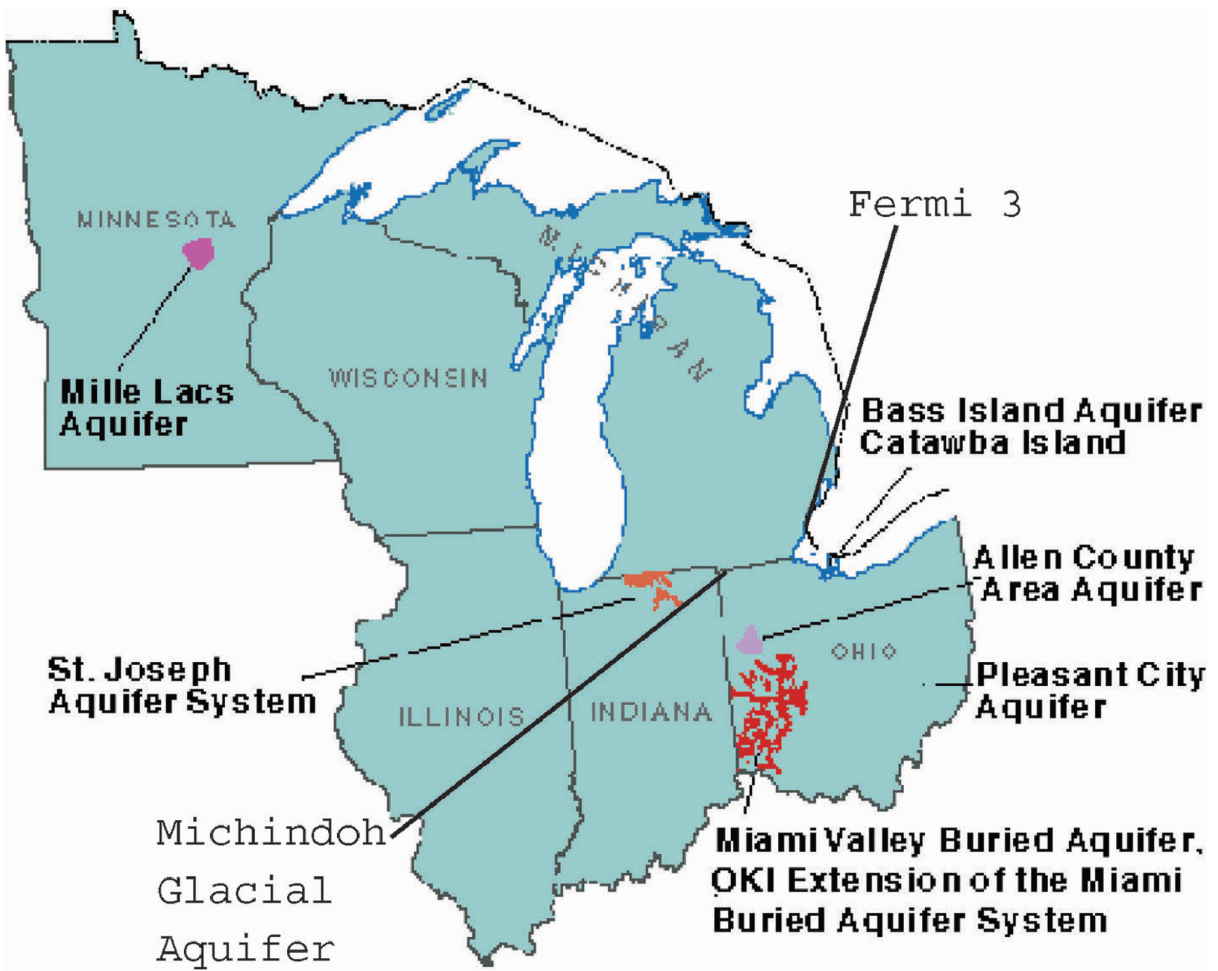 Fermi 3
MINNESOTA
MICHIGAN
Mille Lacs
Aquifer
WISCONSIN
Bass Island Aquifer
Catawba Island
Allen County
Area Aquifer
St. Joseph
Aquifer System
OHIO
Pleasant City
Aquifer
ILLINOIS
INDIANA
Michindoh
Glacial
Aquifer
Miami Valley Buried Aquifer.
OKI Extension of the Miami
Buried Aquifer System